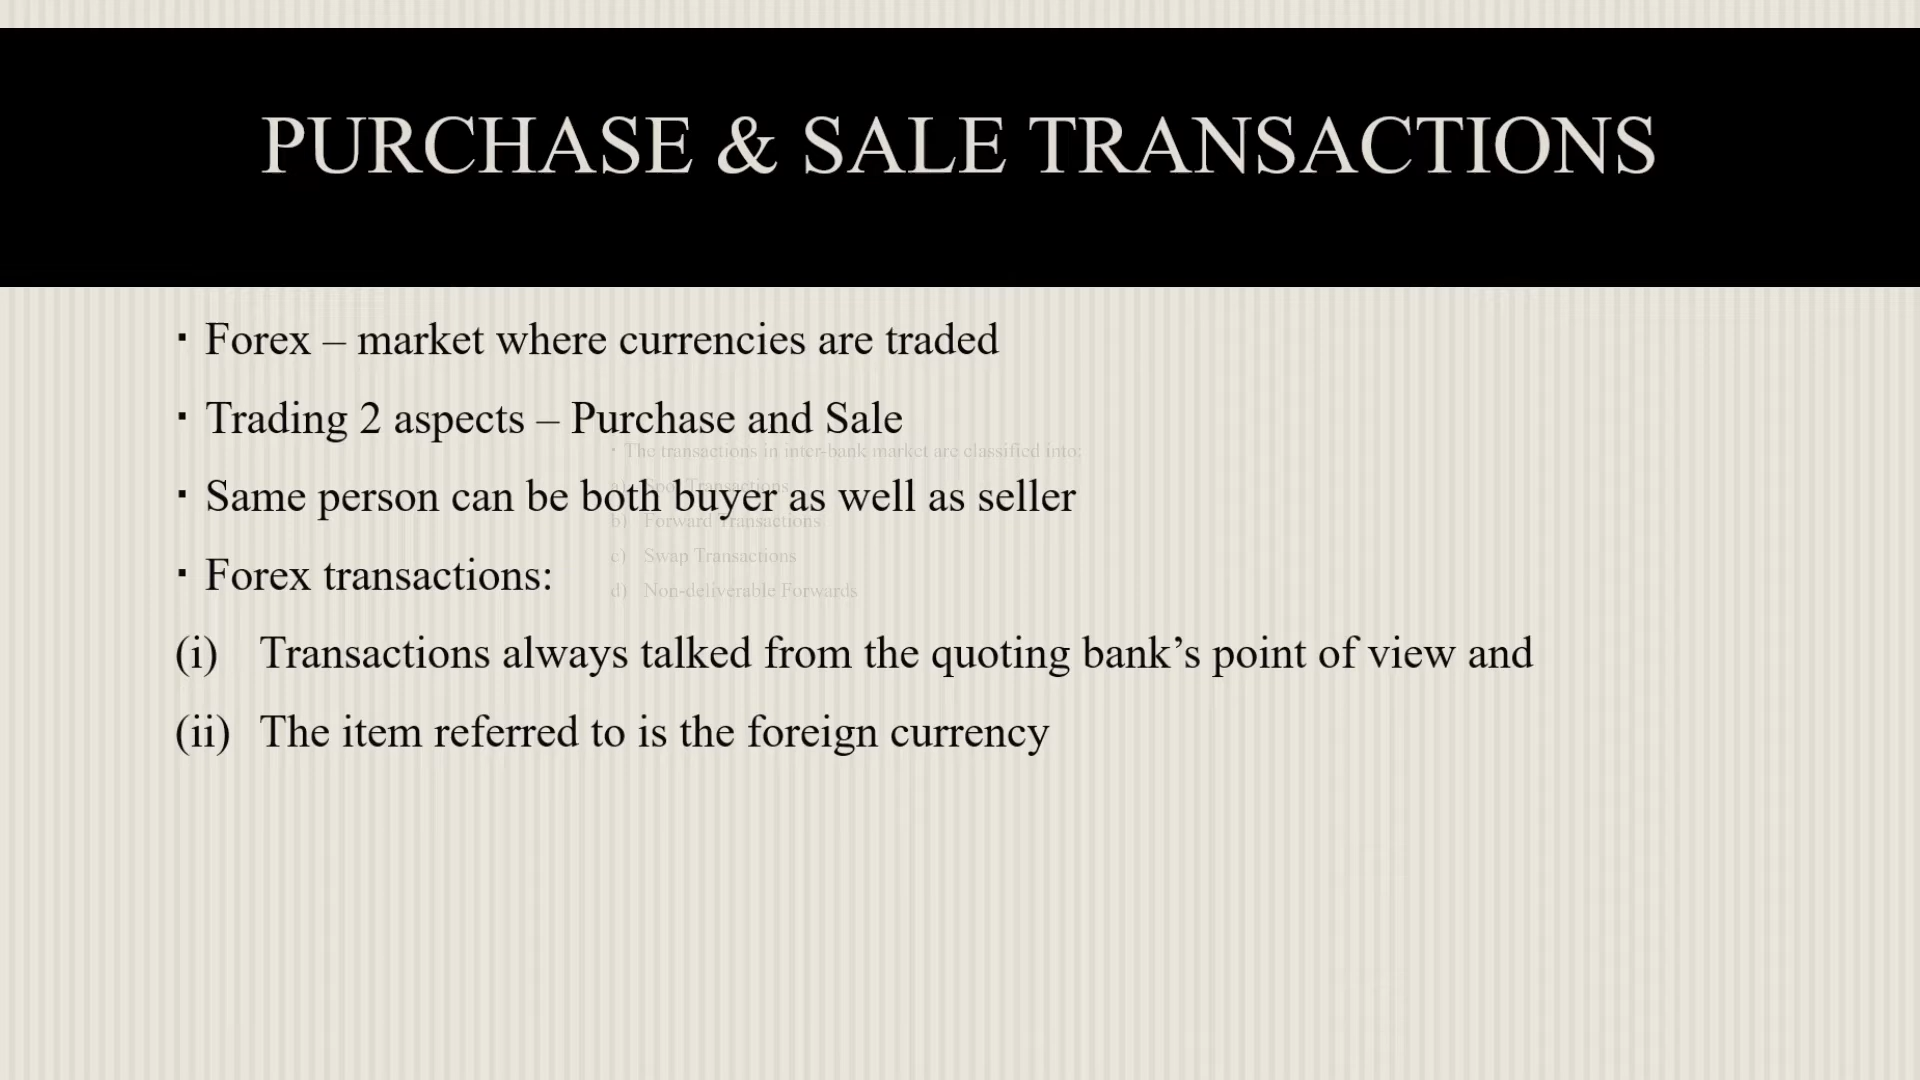 PURCHASE & SALE TRANSACTIONS
▪ Forex – market where currencies are traded
▪ Trading 2 aspects – Purchase and Sale
• The transactions in inter-bank market are classified into:
a) Spot Transactions
▪ Same person can be both buyer as well as seller
b) Forward Transactions
c) Swap Transactions
▪ Forex transactions:
d) Non-deliverable Forwards
(i) Transactions always talked from the quoting bank’s point of view and
(ii) The item referred to is the foreign currency